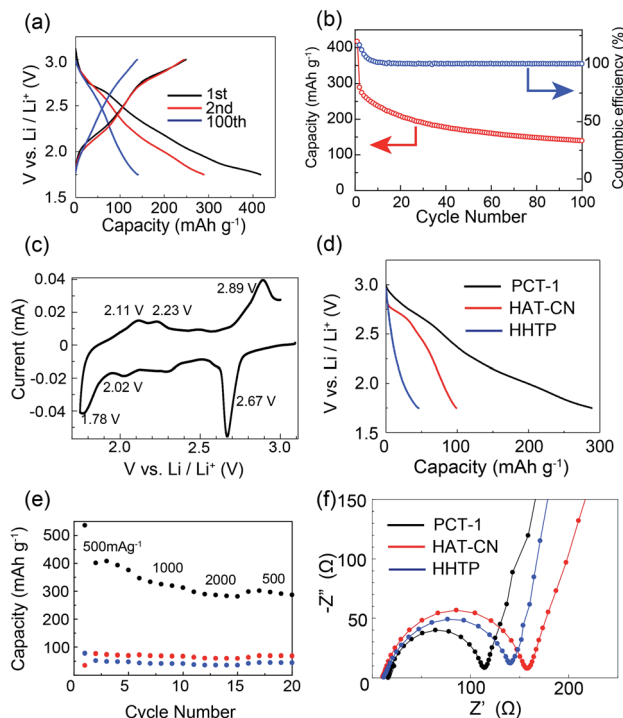 (a)
V vs. Li / Li⁺ (V)
3.5
3.0
2.5
2.0
1.5
1st
2nd
100th
0 100 200 300 400
Capacity (mAh g⁻¹)
(b)
Capacity (mAh g⁻¹)
400
350
300
250
200
150
100
50
0
100
50
0
Coulombic efficiency (%)
0 20 40 60 80 100
Cycle Number
(c)
Current (mA)
0.04
0.02
0
-0.02
-0.04
2.11 V
2.23 V
2.89 V
2.02 V
1.78 V
2.67 V
2.0 2.5 3.0
V vs. Li / Li⁺ (V)
(d)
V vs. Li / Li⁺ (V)
3.5
3.0
2.5
2.0
1.5
PCT-1
HAT-CN
HHTP
0 100 200 300
Capacity (mAh g⁻¹)
(e)
Capacity (mAh g⁻¹)
500
400
300
200
100
0
500mAg⁻¹
1000
2000
500
0 5 10 15 20
Cycle Number
(f)
-Z'' (Ω)
150
100
50
0
PCT-1
HAT-CN
HHTP
0 100 200
Z' (Ω)